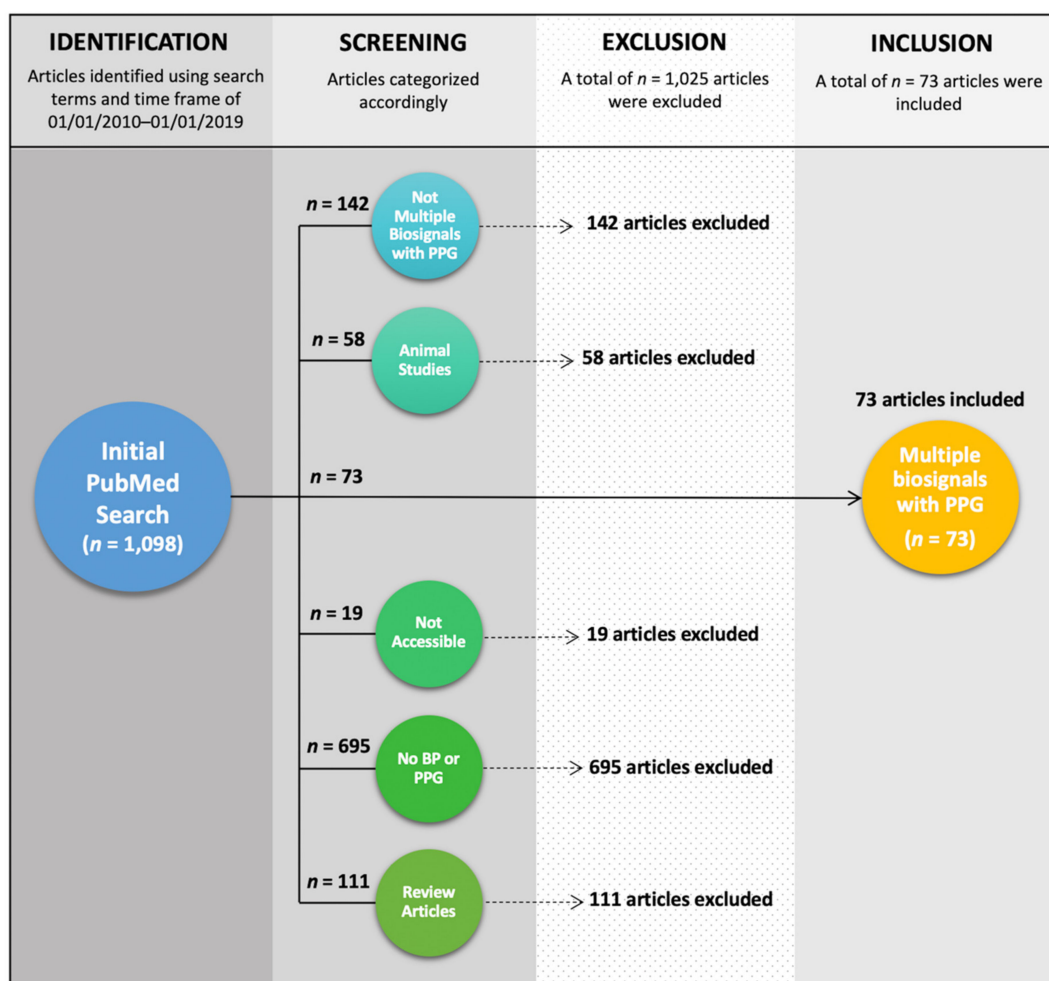 IDENTIFICATION
Articles identified using search
terms and time frame of
01/01/2010–01/01/2019
SCREENING
Articles categorized
accordingly
EXCLUSION
A total of n = 1,025 articles
were excluded
INCLUSION
A total of n = 73 articles were
included
n = 142
Not
Multiple
Biosignals
with PPG
142 articles excluded
n = 58
Animal
Studies
58 articles excluded
Initial
PubMed
Search
(n = 1,098)
n = 73
73 articles included
Multiple
biosignals
with PPG
(n = 73)
n = 19
Not
Accessible
19 articles excluded
n = 695
No BP or
PPG
695 articles excluded
n = 111
Review
Articles
111 articles excluded